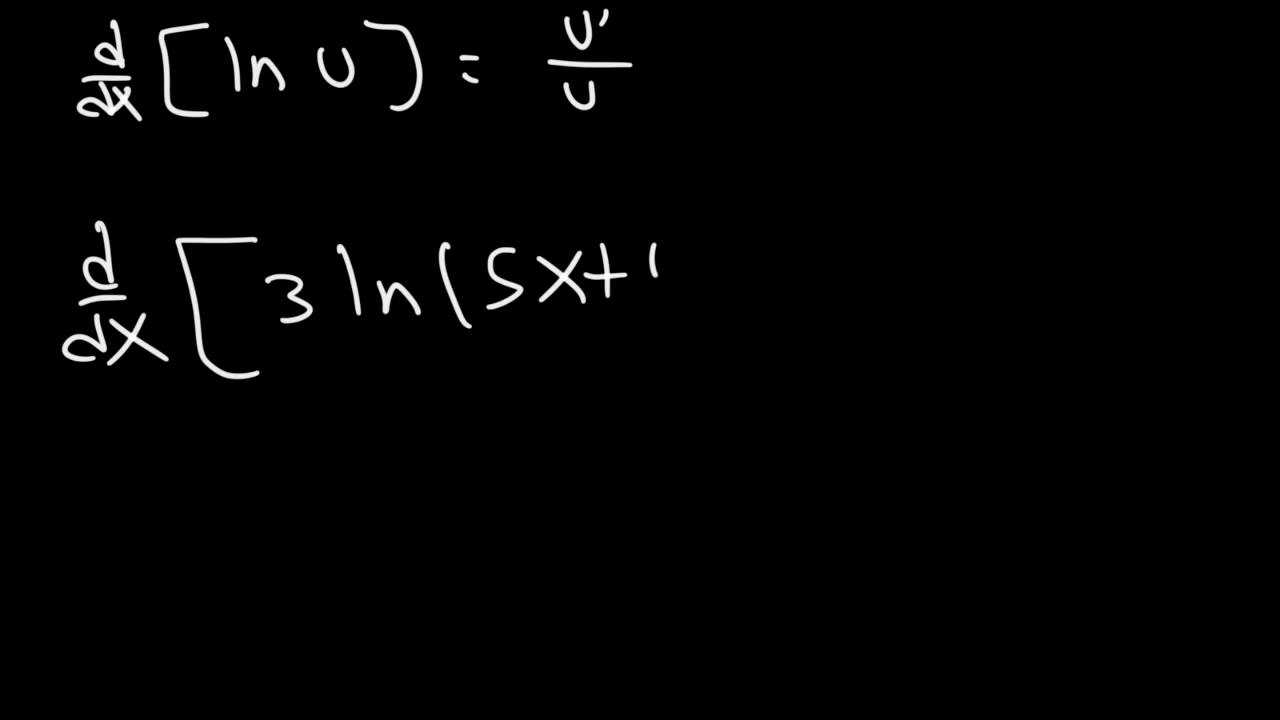 d/dx [ln u] = u'/u
d/dx [3 ln(5x+